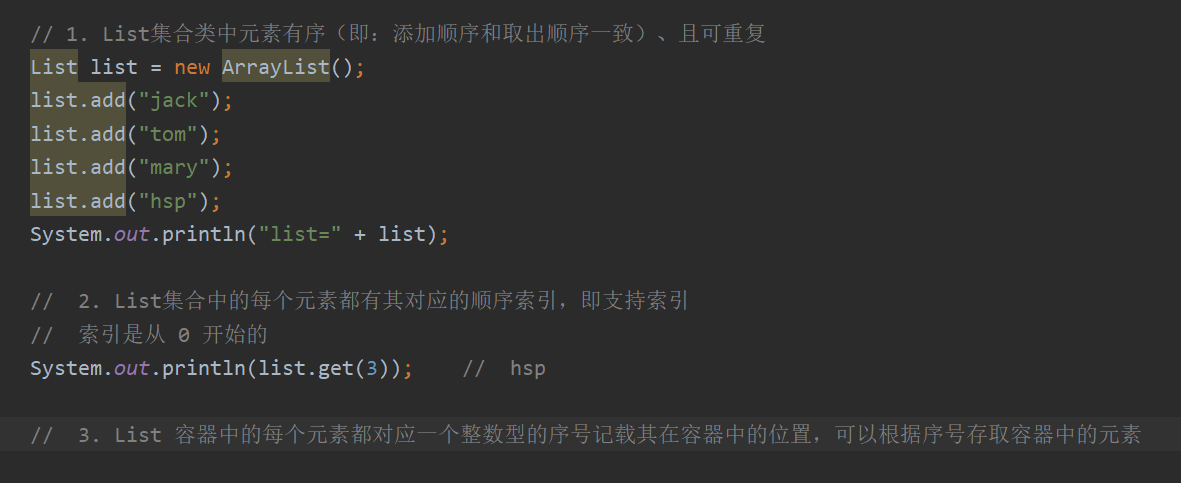 // 1. List集合类中元素有序（即：添加顺序和取出顺序一致）、且可重复
List list = new ArrayList();
list.add("jack");
list.add("tom");
list.add("mary");
list.add("hsp");
System.out.println("list=" + list);
//  2. List集合中的每个元素都有其对应的顺序索引，即支持索引
//  索引是从 0 开始的
System.out.println(list.get(3));    //  hsp
//  3. List 容器中的每个元素都对应一个整数型的序号记载其在容器中的位置，可以根据序号存取容器中的元素